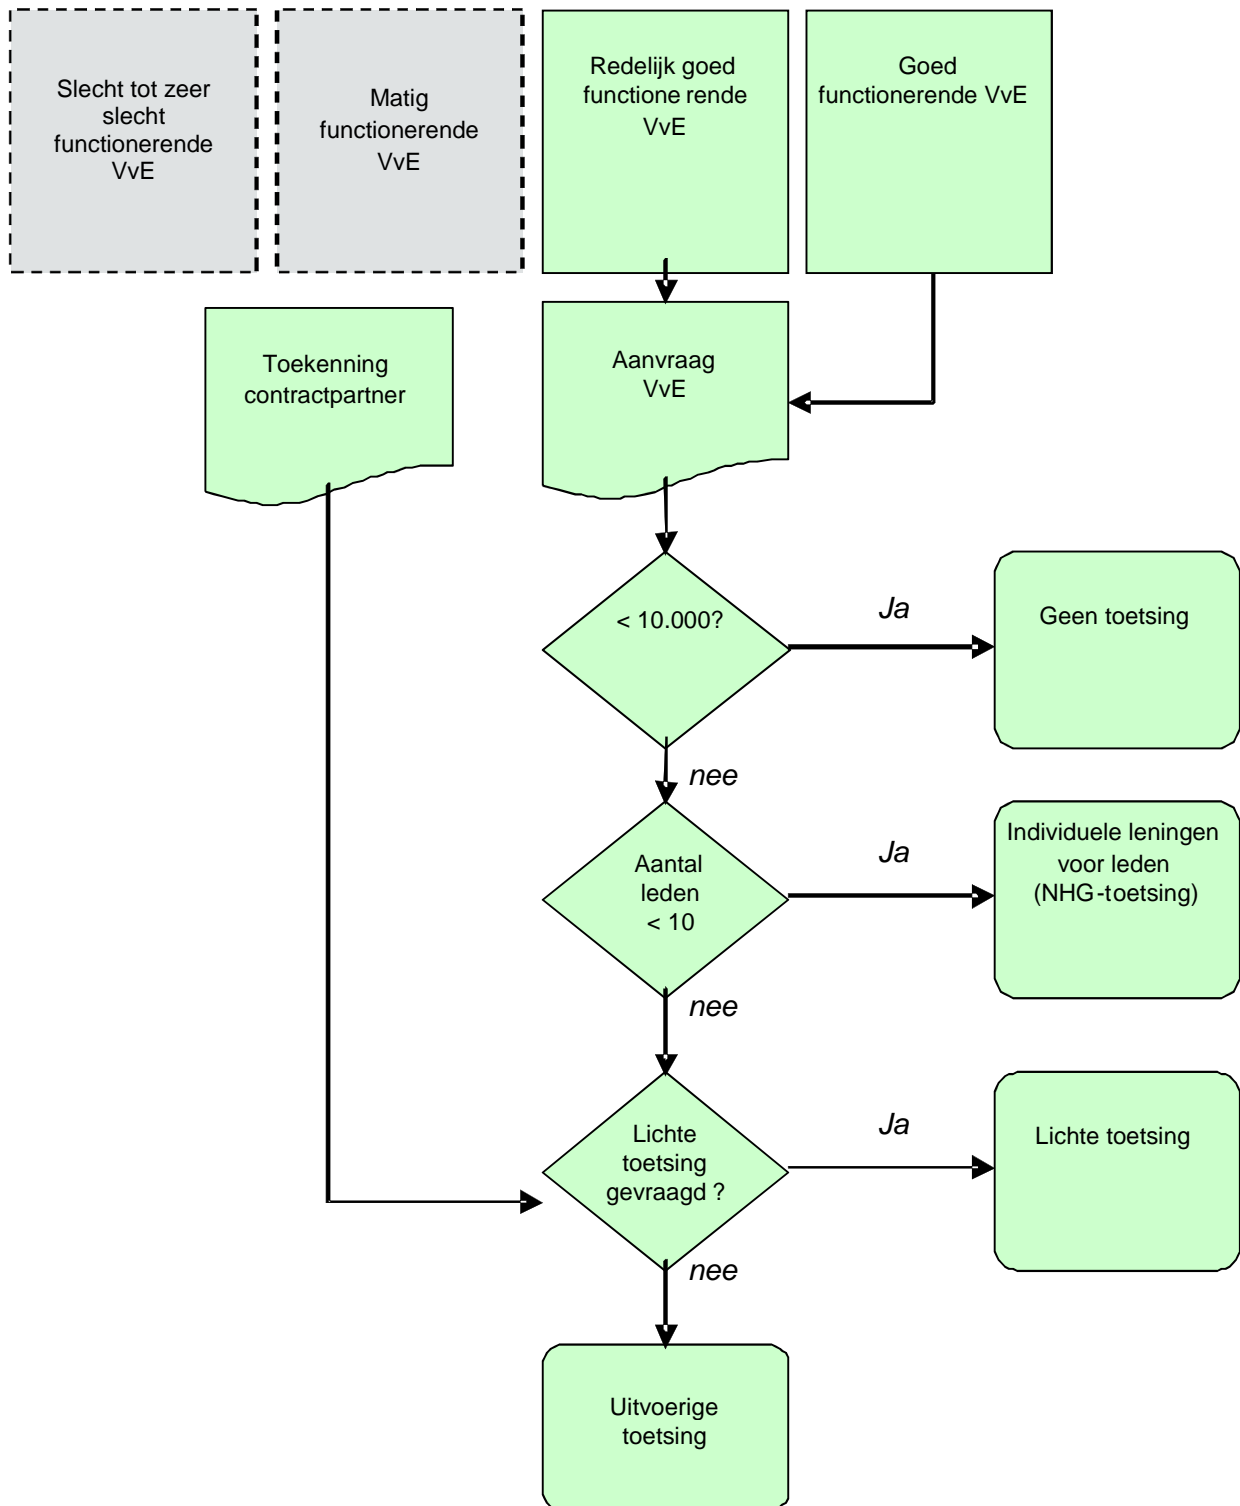 Slecht tot zeer
slecht
functionerende
VvE
Matig
functionerende
VvE
Redelijk goed
functione rende
VvE
Goed
functionerende VvE
Toekenning
contractpartner
Aanvraag
VvE
< 10.000?
Ja
Geen toetsing
nee
Aantal
leden
< 10
Ja
Individuele leningen
voor leden
(NHG-toetsing)
nee
Lichte
toetsing
gevraagd ?
Ja
Lichte toetsing
nee
Uitvoerige
toetsing